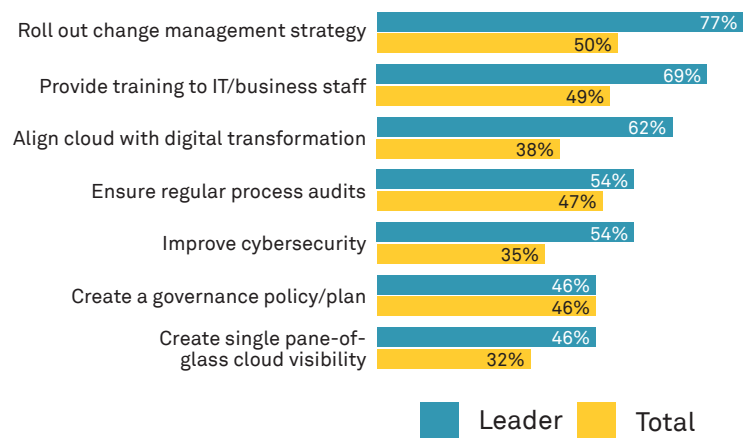 Roll out change management strategy
77%
50%
Provide training to IT/business staff
69%
49%
Align cloud with digital transformation
62%
38%
Ensure regular process audits
54%
47%
Improve cybersecurity
54%
35%
Create a governance policy/plan
46%
46%
Create single pane-of-
glass cloud visibility
46%
32%
Leader
Total